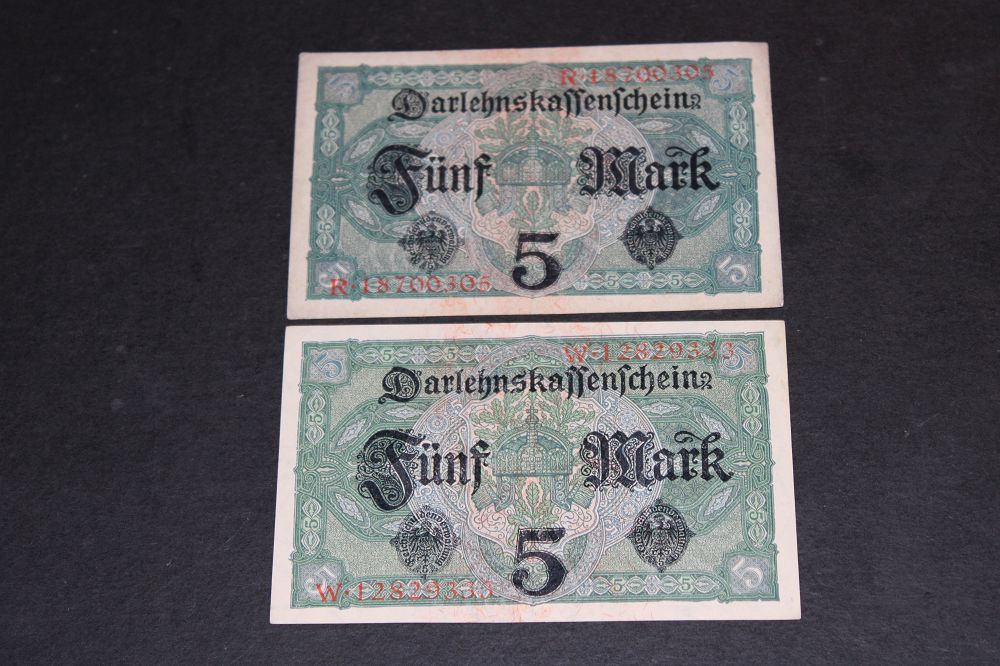 R·18700305
Darlehnskassenschein
Fünf Mark
5
R·18700305
W·12829333
Darlehnskassenschein
Fünf Mark
5
W·12829333